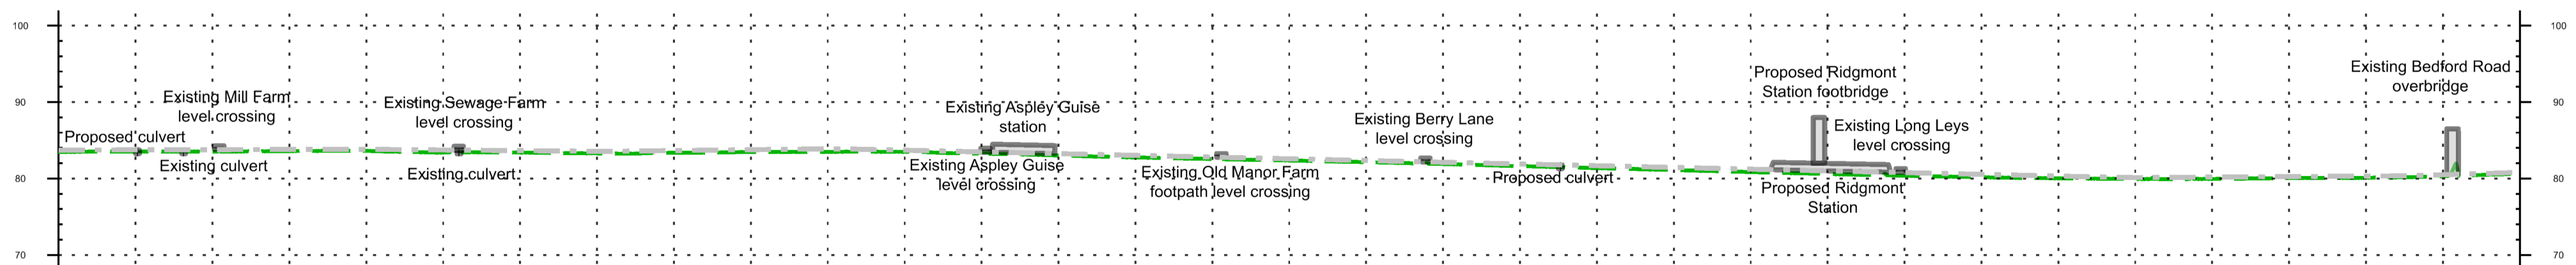 100
100
Proposed Ridgmont
Station footbridge
Existing Bedford Road
overbridge
90
90
Existing Mill Farm
level crossing
Existing Sewage Farm
level crossing
Existing Aspley Guise
station
Existing Berry Lane
level crossing
Existing Long Leys
level crossing
Proposed culvert
Existing culvert
Existing culvert
Existing Aspley Guise
level crossing
Existing Old Manor Farm
footpath level crossing
Proposed culvert
80
80
Proposed Ridgmont
Station
70
70